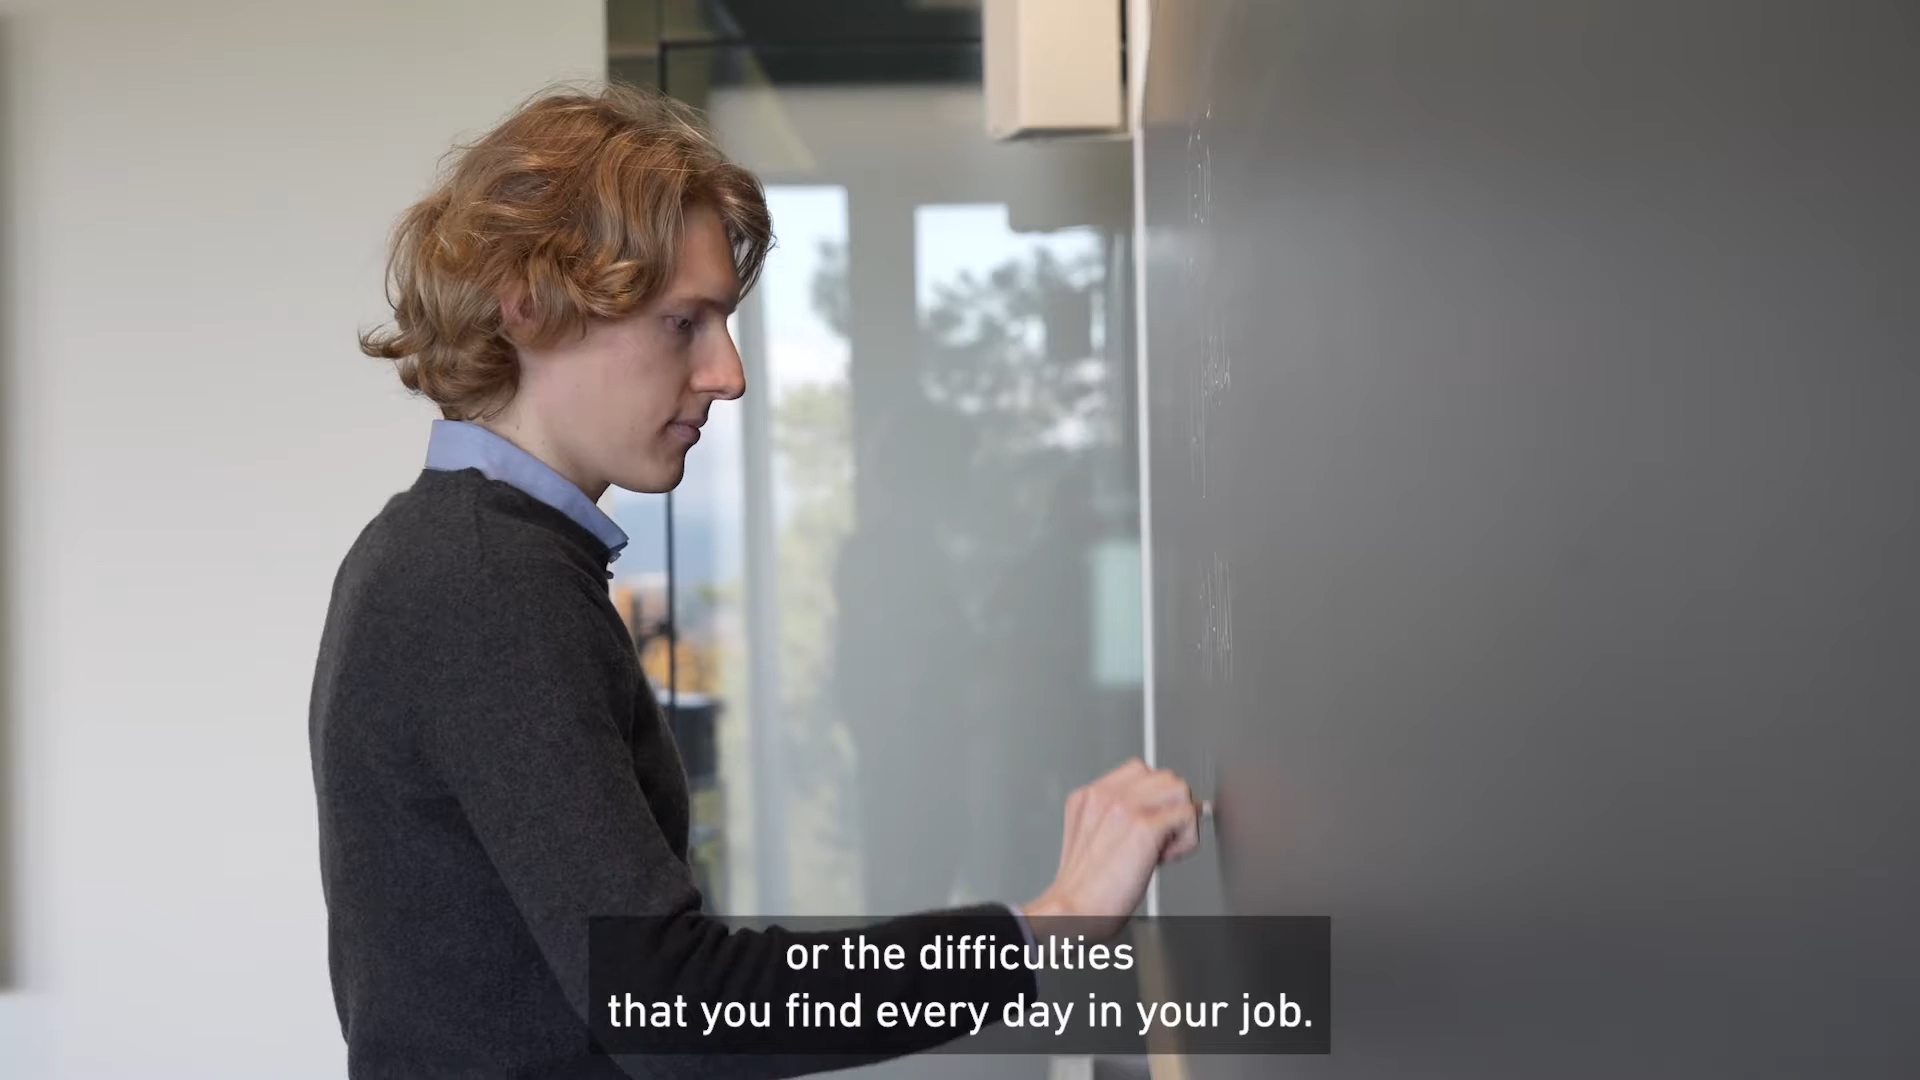 or the difficulties
that you find every day in your job.